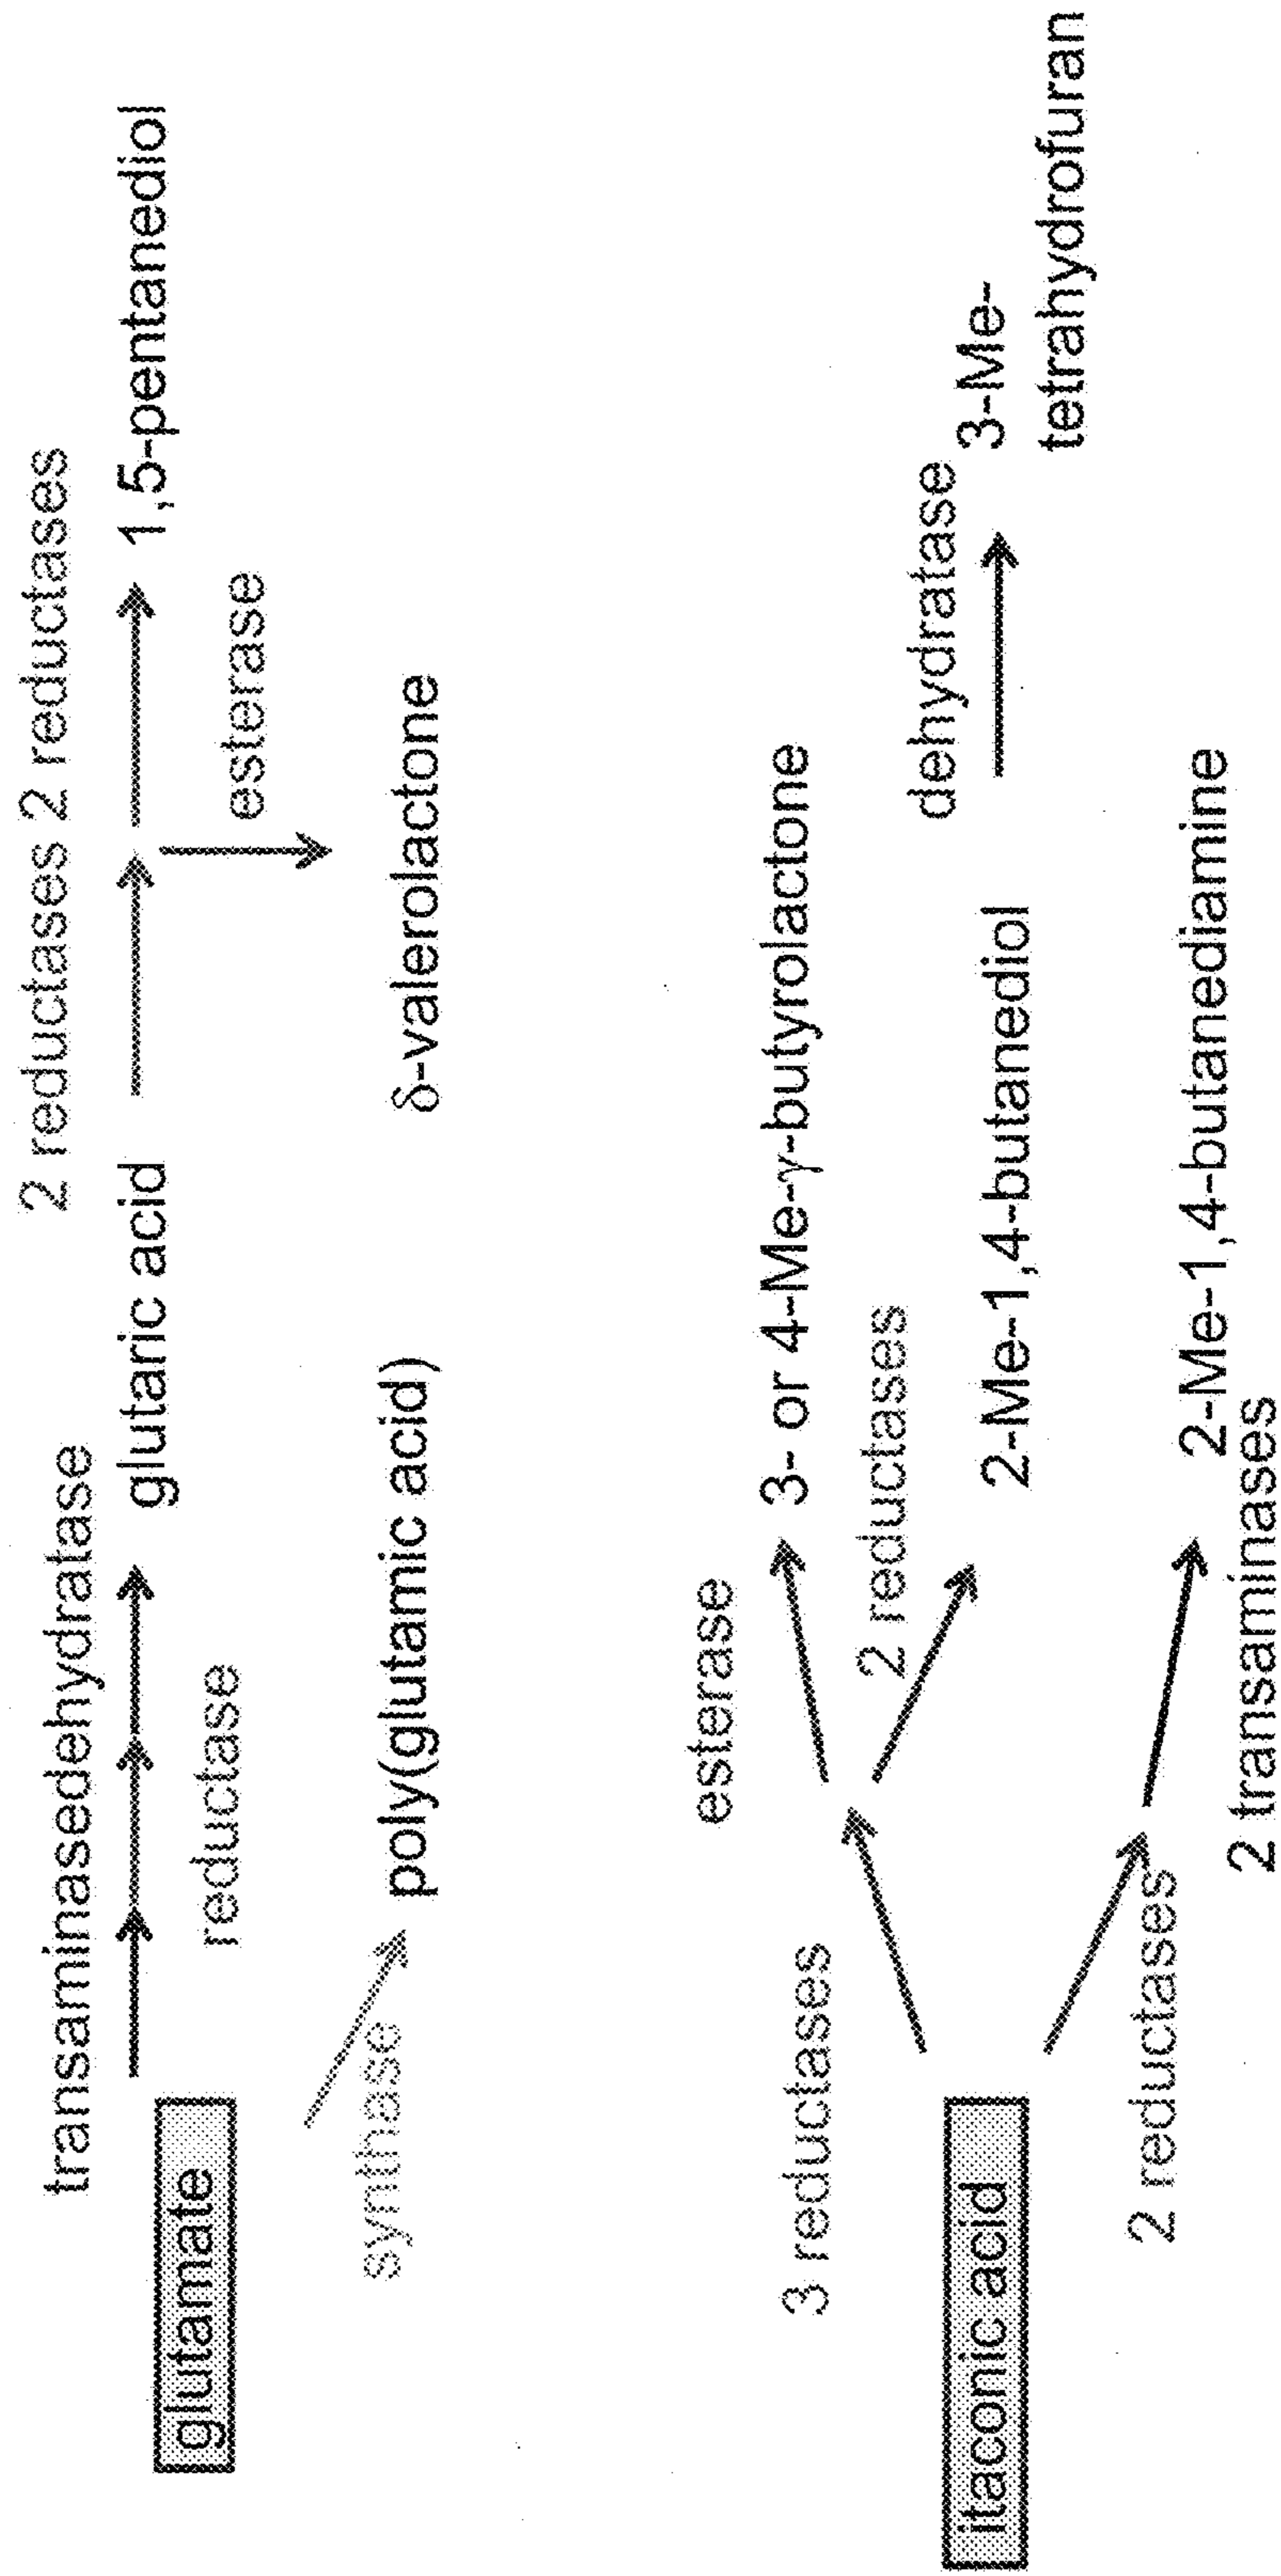 transaminasedehydratase
2 reductases 2 reductases
glutamate
glutaric acid
1,5-pentanediol
reductase
esterase
synthase
poly(glutamic acid)
δ-valerolactone
esterase
3 reductases
3- or 4-Me-γ-butyrolactone
2 reductases
dehydratase
itaconic acid
2-Me-1,4-butanediol
3-Me-
tetrahydrofuran
2 reductases
2-Me-1,4-butanediamine
2 transaminases